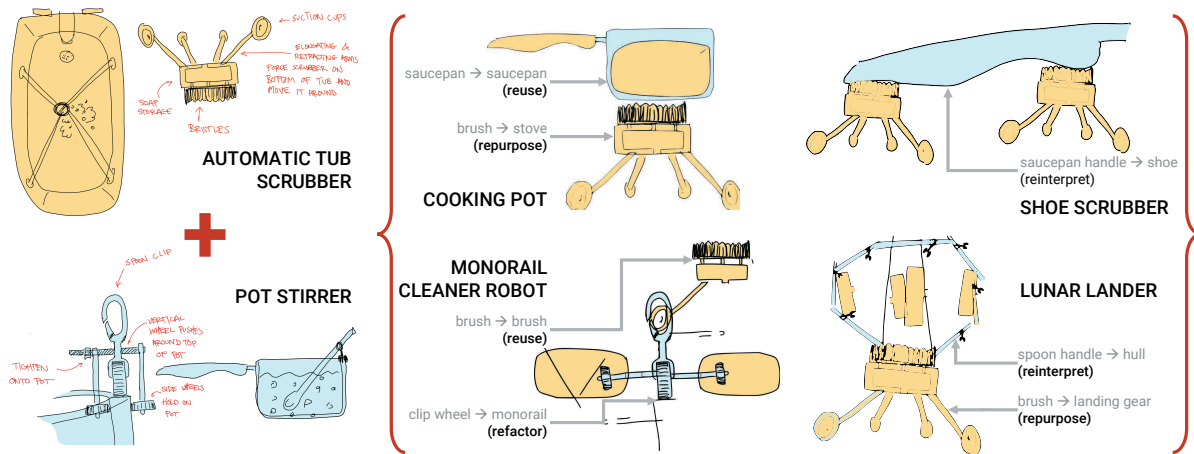 SUCTION CUPS
ELONGATING &
RETRACTING ARMS
FORCE SCRUBBER ON
BOTTOM OF TUB AND
MOVE IT AROUND
SOAP
STORAGE
BRISTLES
AUTOMATIC TUB
SCRUBBER
SPOON CLIP
POT STIRRER
VERTICAL
WHEEL PUSHES
AROUND TOP
OF POT
TIGHTEN
ONTO POT
SIDE WHEELS
HOLD ON
POT
saucepan → saucepan
(reuse)
brush → stove
(repurpose)
COOKING POT
MONORAIL
CLEANER ROBOT
brush → brush
(reuse)
clip wheel → monorail
(refactor)
saucepan handle → shoe
(reinterpret)
SHOE SCRUBBER
LUNAR LANDER
spoon handle → hull
(reinterpret)
brush → landing gear
(repurpose)